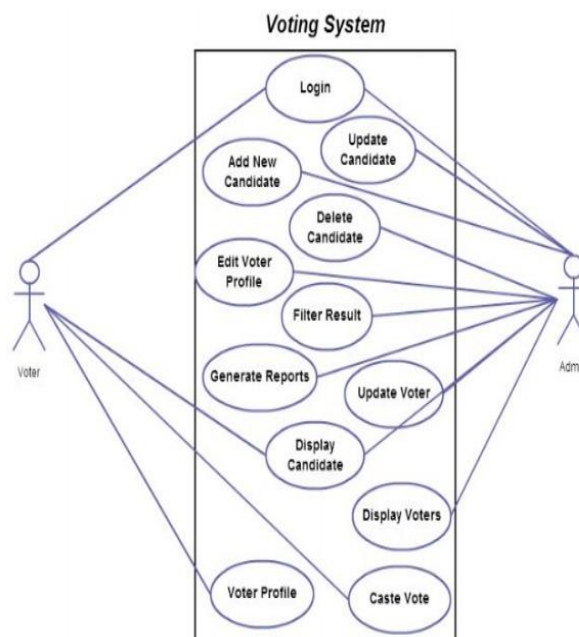 Voting System
Login
Update
Candidate
Add New
Candidate
Delete
Candidate
Edit Voter
Profile
Filter Result
Voter
Adm
Generate Reports
Update Voter
Display
Candidate
Display Voters
Voter Profile
Caste Vote